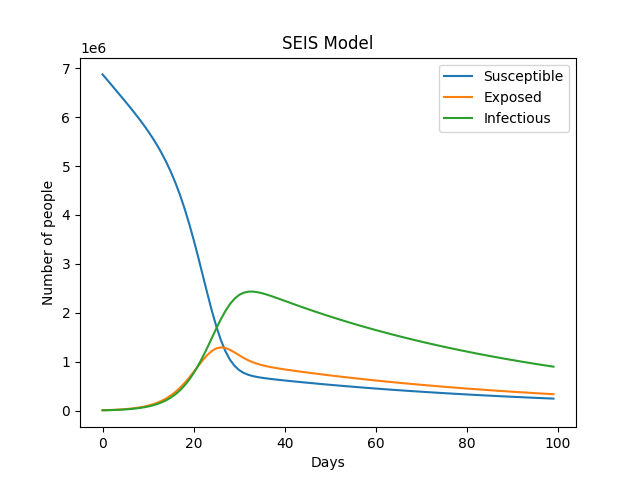 SEIS Model
1e6
Susceptible
Exposed
Infectious
7
6
5
4
3
2
1
0
Number of people
0 20 40 60 80 100
Days